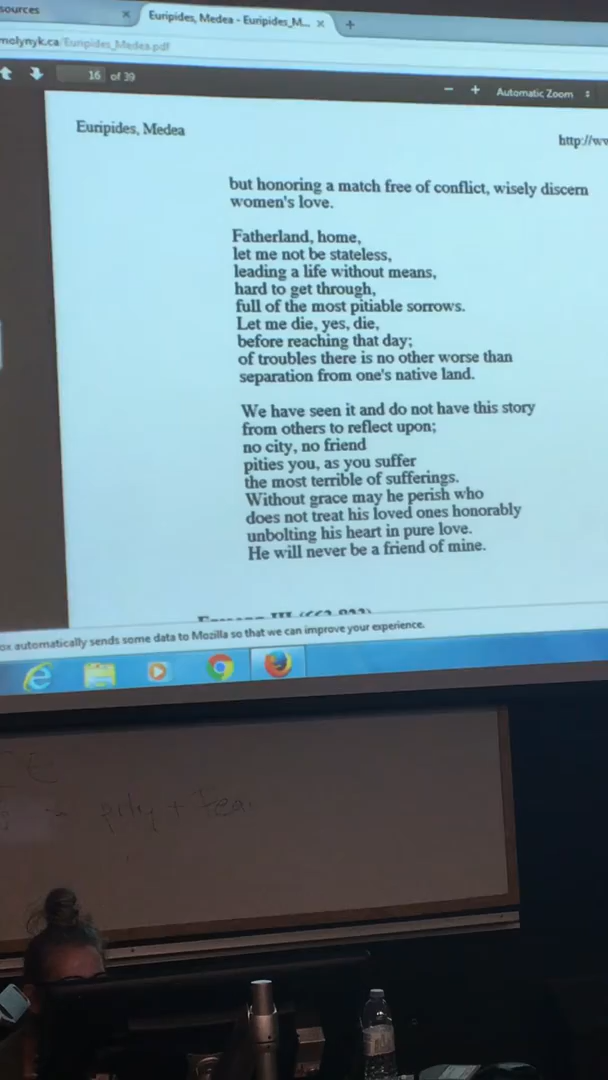 sources
Euripides, Medea - Euripides_M...
molynyk.ca/Euripides_Medea.pdf
16 of 39
Automatic Zoom
Euripides, Medea
http://ww
but honoring a match free of conflict, wisely discern
women's love.
Fatherland, home,
let me not be stateless,
leading a life without means,
hard to get through,
full of the most pitiable sorrows.
Let me die, yes, die,
before reaching that day;
of troubles there is no other worse than
separation from one's native land.
We have seen it and do not have this story
from others to reflect upon;
no city, no friend
pities you, as you suffer
the most terrible of sufferings.
Without grace may he perish who
does not treat his loved ones honorably
unbolting his heart in pure love.
He will never be a friend of mine.
ox automatically sends some data to Mozilla so that we can improve your experience.
pity + Fear